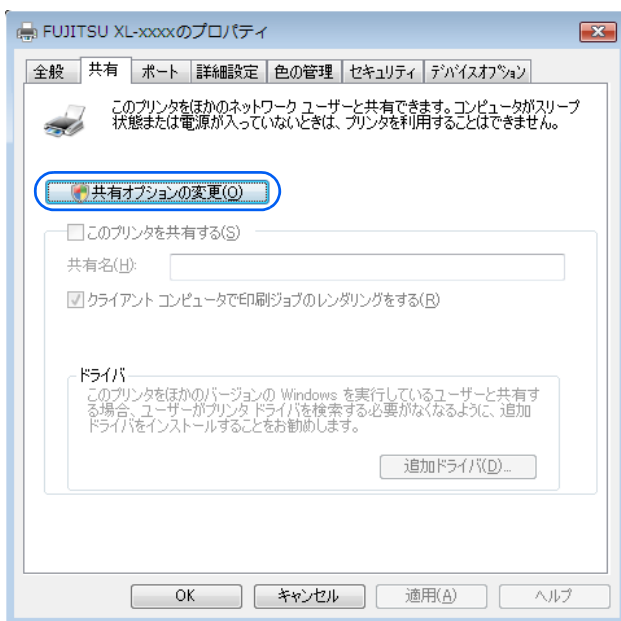 FUJITSU XL-xxxxのプロパティ
全般 共有 ポート 詳細設定 色の管理 セキュリティ デバイスオプション
このプリンタをほかのネットワーク ユーザーと共有できます。コンピュータがスリープ
状態または電源が入っていないときは、プリンタを利用することはできません。
共有オプションの変更(O)
このプリンタを共有する(S)
共有名(H):
クライアント コンピュータで印刷ジョブのレンダリングをする(R)
ドライバ
このプリンタをほかのバージョンの Windows を実行しているユーザーと共有す
る場合、ユーザーがプリンタ ドライバを検索する必要がなくなるように、追加
ドライバをインストールすることをお勧めします。
追加ドライバ(D)...
OK キャンセル 適用(A) ヘルプ